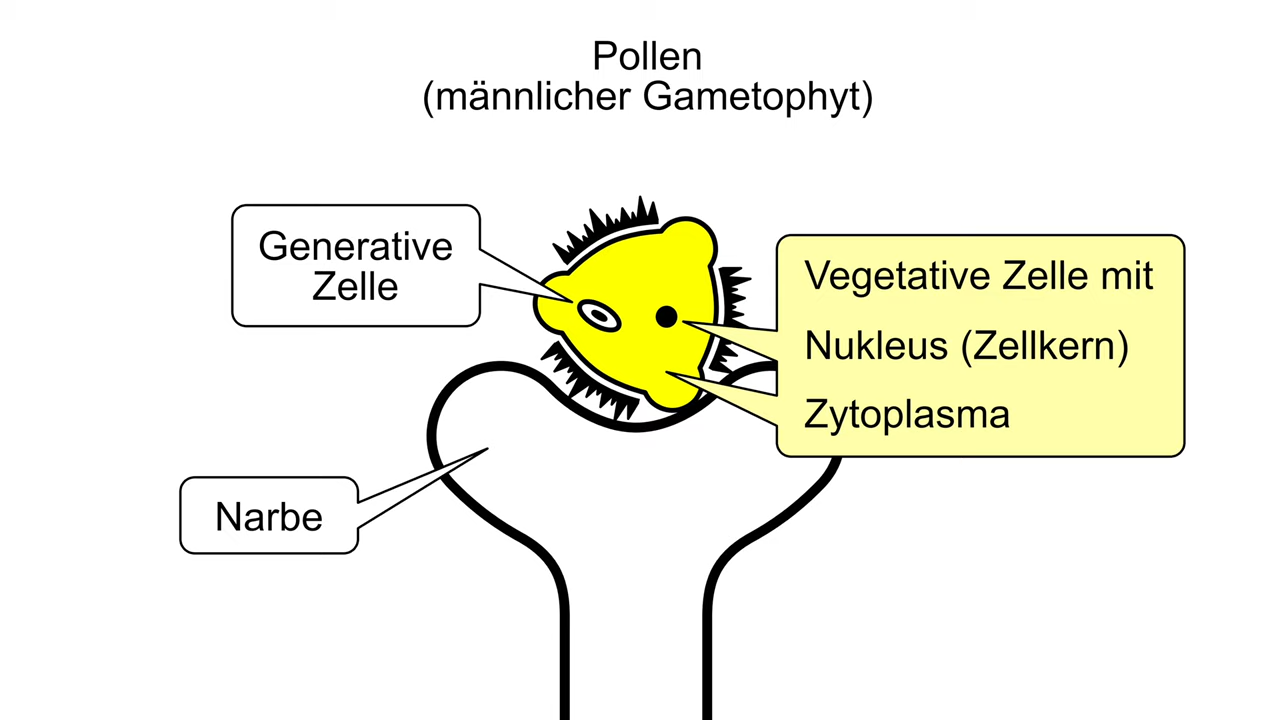 Pollen
(männlicher Gametophyt)
Generative
Zelle
Vegetative Zelle mit
Nukleus (Zellkern)
Zytoplasma
Narbe